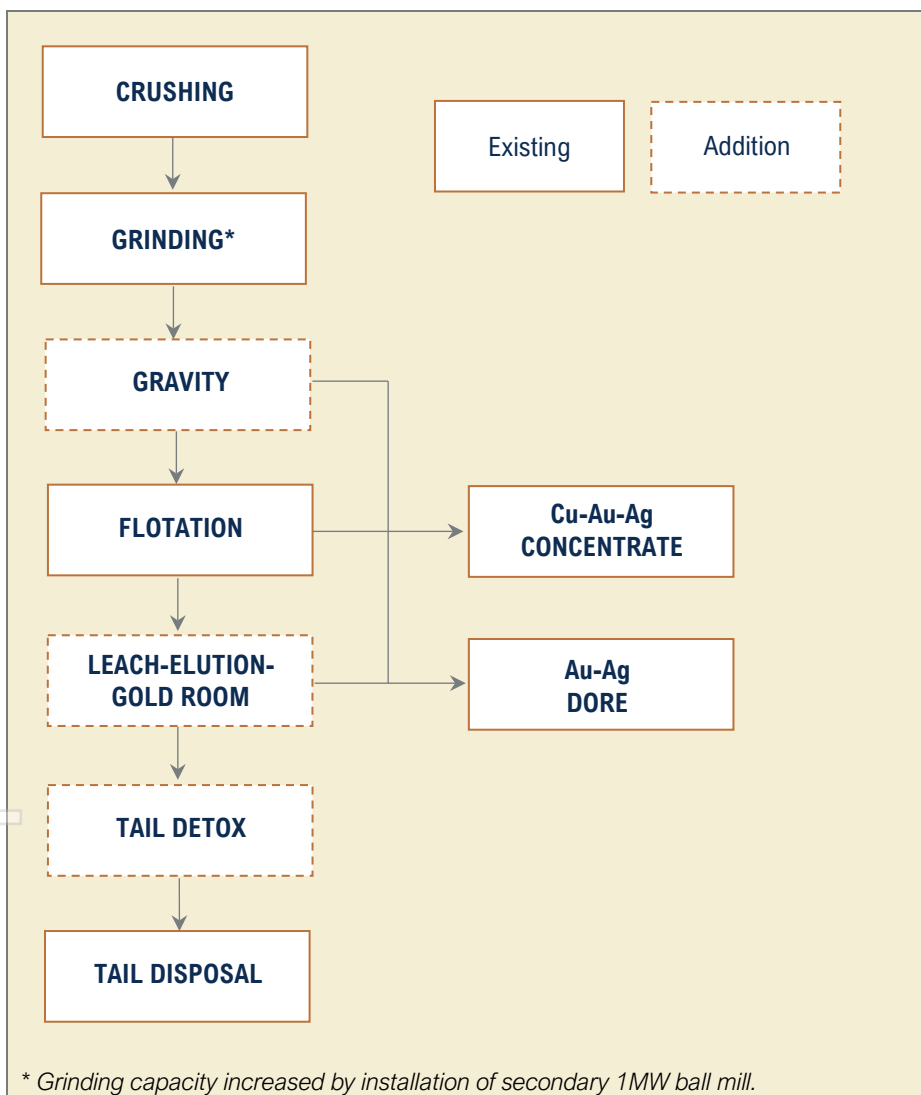 CRUSHING
Existing
Addition
GRINDING*
GRAVITY
FLOTATION
Cu-Au-Ag
CONCENTRATE
LEACH-ELUTION-
GOLD ROOM
Au-Ag
DORE
TAIL DETOX
TAIL DISPOSAL
* Grinding capacity increased by installation of secondary 1MW ball mill.